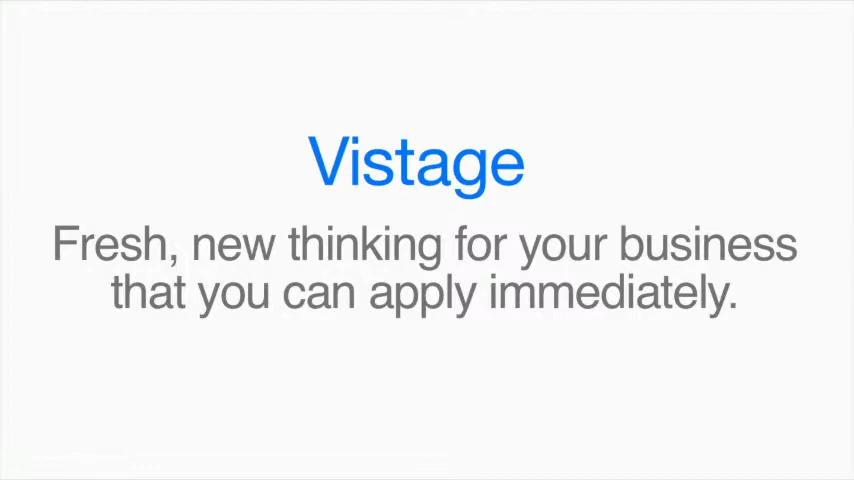 Vistage
Fresh, new thinking for your business
that you can apply immediately.